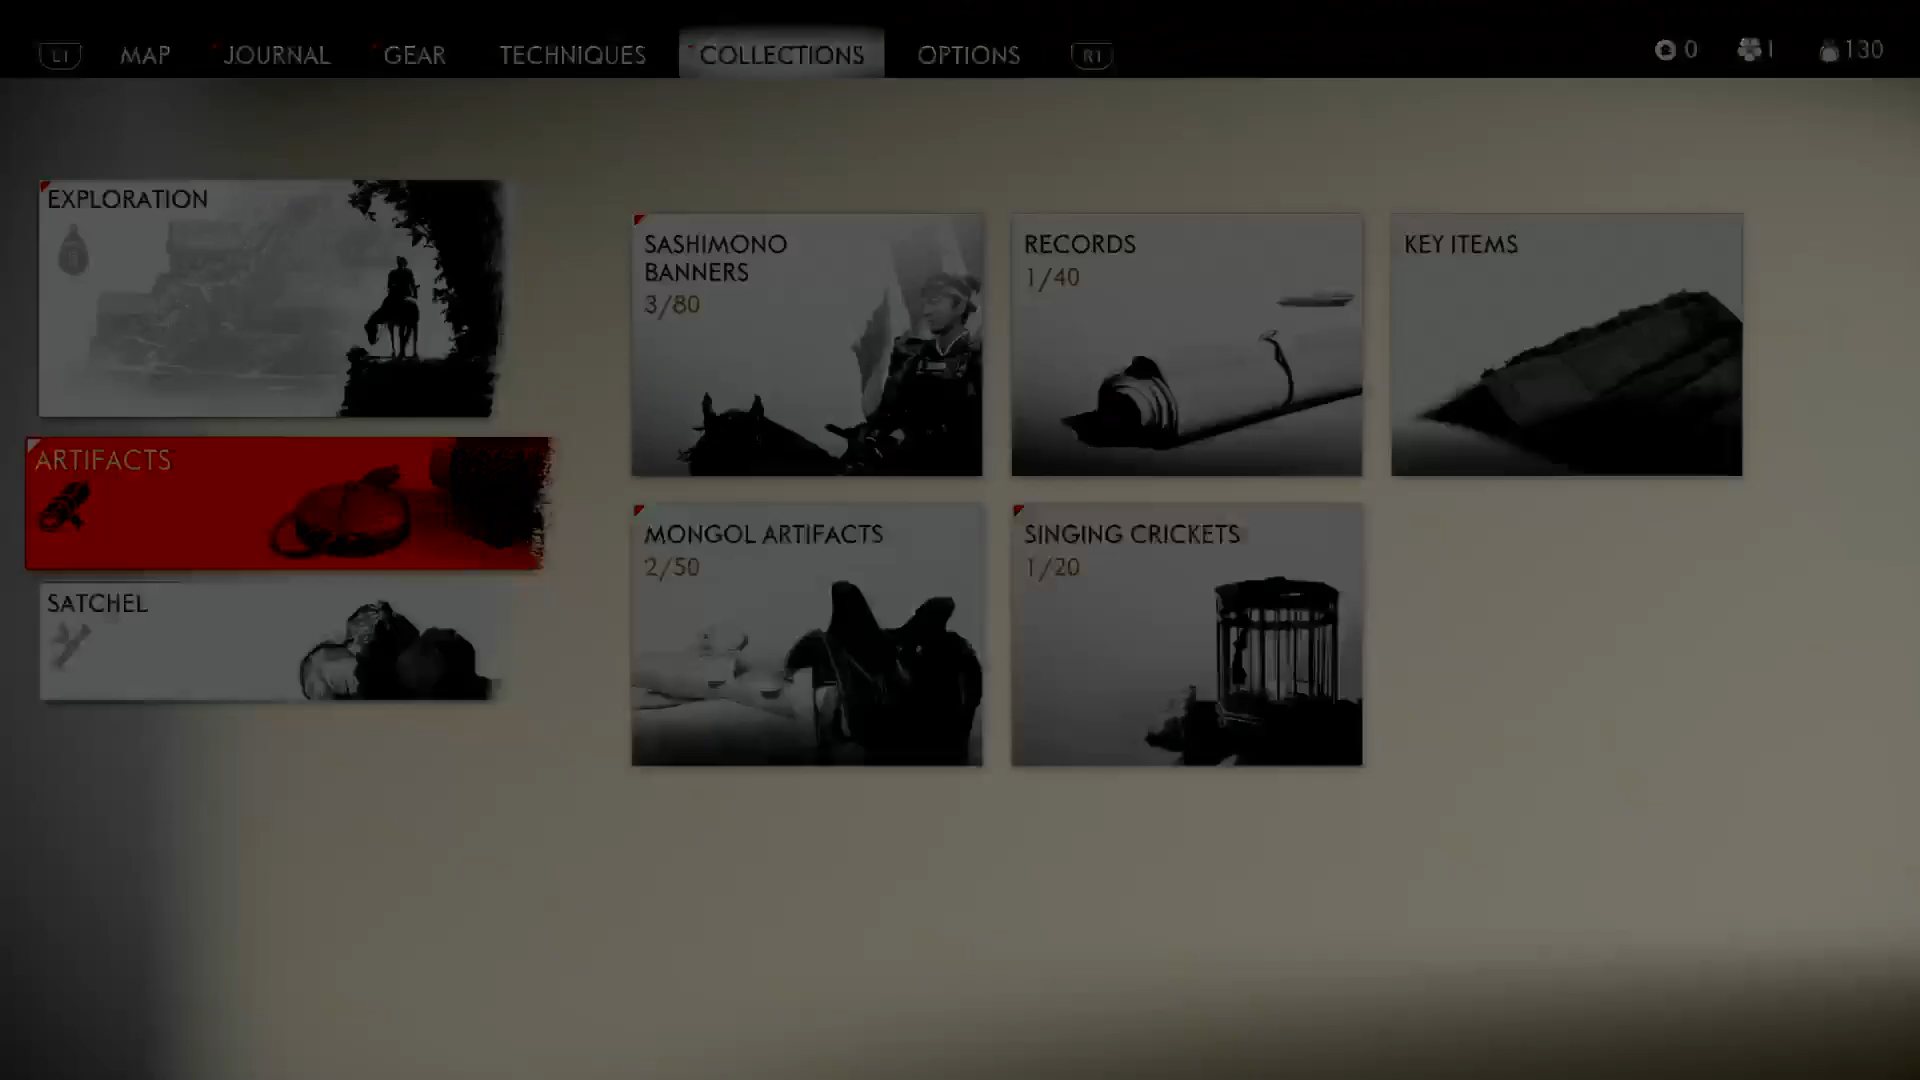 L1 MAP JOURNAL GEAR TECHNIQUES COLLECTIONS OPTIONS R1 0 1 130
EXPLORATION
ARTIFACTS
SATCHEL
SASHIMONO
BANNERS
3/80
RECORDS
1/40
KEY ITEMS
MONGOL ARTIFACTS
2/50
SINGING CRICKETS
1/20